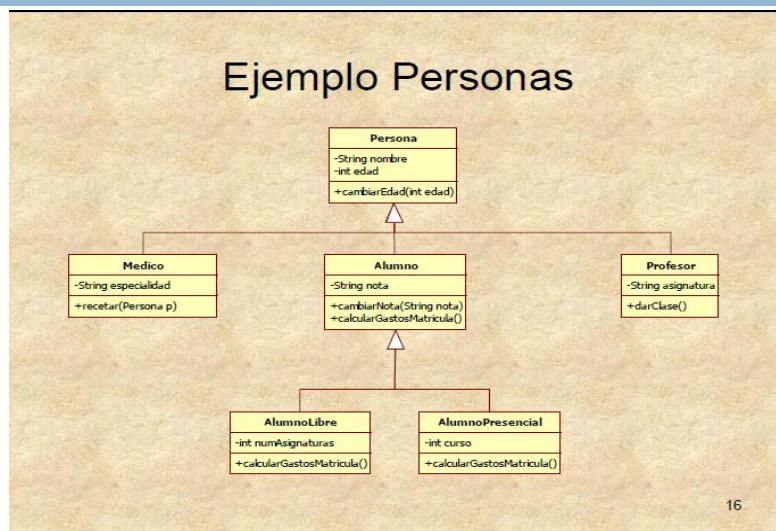 Ejemplo Personas
Persona
-String nombre
-int edad
+cambiarEdad(int edad)
Medico
-String especialidad
+recetar(Persona p)
Alumno
-String nota
+cambiarNota(String nota)
+calcularGastosMatricula()
Profesor
-String asignatura
+darClase()
AlumnoLibre
-int numAsignaturas
+calcularGastosMatricula()
AlumnoPresencial
-int curso
+calcularGastosMatricula()
16